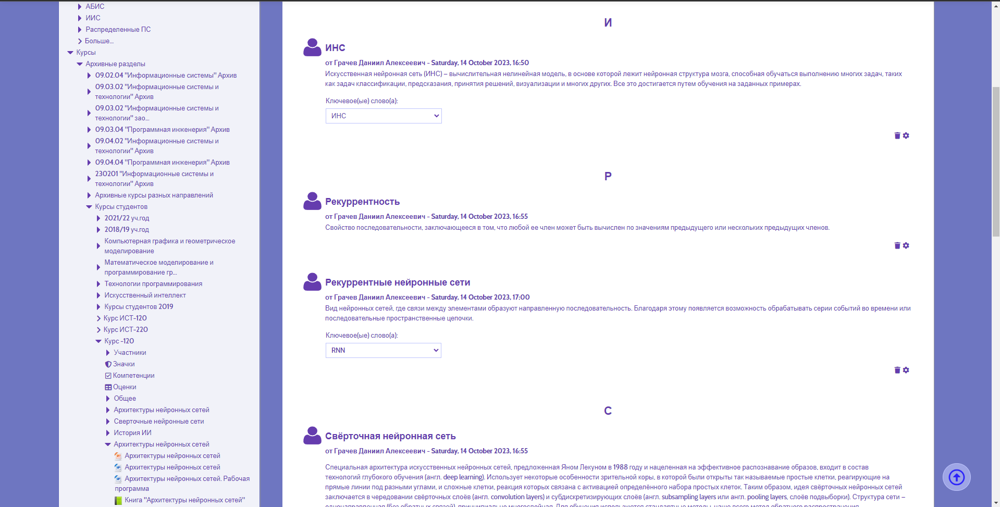 АБИС
ИИС
Распределенные ПС
Больше...
Курсы
Архивные разделы
09.02.04 "Информационные системы" Архив
09.03.02 "Информационные системы и
технологии" Архив
09.03.02 "Информационные системы и
технологии" зао...
09.03.04 "Программная инженерия" Архив
09.04.02 "Информационные системы и
технологии" Архив
09.04.04 "Программная инженерия" Архив
230201 "Информационные системы и
технологии" Архив
Архивные курсы разных направлений
Курсы студентов
2021/22 уч.год
2018/19 уч.год
Компьютерная графика и геометрическое
моделирование
Математическое моделирование и
программирование гр...
Технологии программирования
Искусственный интеллект
Курсы студентов 2019
Курс ИСТ-120
Курс ИСТ-220
Курс -120
Участники
Значки
Компетенции
Оценки
Общее
Архитектуры нейронных сетей
Сверточные нейронные сети
История ИИ
Архитектуры нейронных сетей
Архитектуры нейронных сетей
Архитектуры нейронных сетей
Архитектуры нейронных сетей. Рабочая
программа
Книга "Архитектуры нейронных сетей"
И
ИНС
от Грачев Даниил Алексеевич - Saturday, 14 October 2023, 16:50
Искусственная нейронная сеть (ИНС) – вычислительная нелинейная модель, в основе которой лежит нейронная структура мозга, способная обучаться выполнению многих задач, таких
как задач классификации, предсказания, принятия решений, визуализации и многих других. Все это достигается путем обучения на заданных примерах.
Ключевое(ые) слово(а):
ИНС
Р
Рекуррентность
от Грачев Даниил Алексеевич - Saturday, 14 October 2023, 16:55
Свойство последовательности, заключающееся в том, что любой ее член может быть вычислен по значениям предыдущего или нескольких предыдущих членов.
Рекуррентные нейронные сети
от Грачев Даниил Алексеевич - Saturday, 14 October 2023, 17:00
Вид нейронных сетей, где связи между элементами образуют направленную последовательность. Благодаря этому появляется возможность обрабатывать серии событий во времени или
последовательные пространственные цепочки.
Ключевое(ые) слово(а):
RNN
С
Свёрточная нейронная сеть
от Грачев Даниил Алексеевич - Saturday, 14 October 2023, 16:55
Специальная архитектура искусственных нейронных сетей, предложенная Яном Лекуном в 1988 году и нацеленная на эффективное распознавание образов, входит в состав
технологий глубокого обучения (англ. deep learning). Использует некоторые особенности зрительной коры, в которой были открыты так называемые простые клетки, реагирующие на
прямые линии под разными углами, и сложные клетки, реакция которых связана с активацией определённого набора простых клеток. Таким образом, идея свёрточных нейронных сетей
заключается в чередовании свёрточных слоёв (англ. convolution layers) и субдискретизирующих слоёв (англ. subsampling layers или англ. pooling layers, слоёв подвыборки). Структура сети –
однонаправленная (без обратных связей), принципиально многослойная. Для обучения используются стандартные методы, чаще всего метод обратного распространения